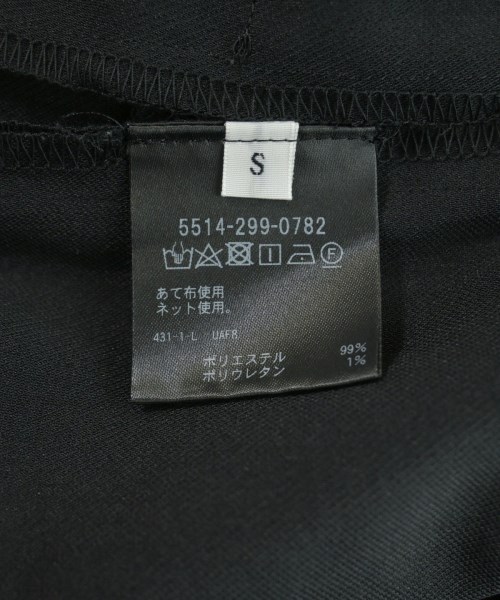 S
5514-299-0782
F
あて布使用
ネット使用。
431-1-L UAF8
ポリエステル 99%
ポリウレタン 1%